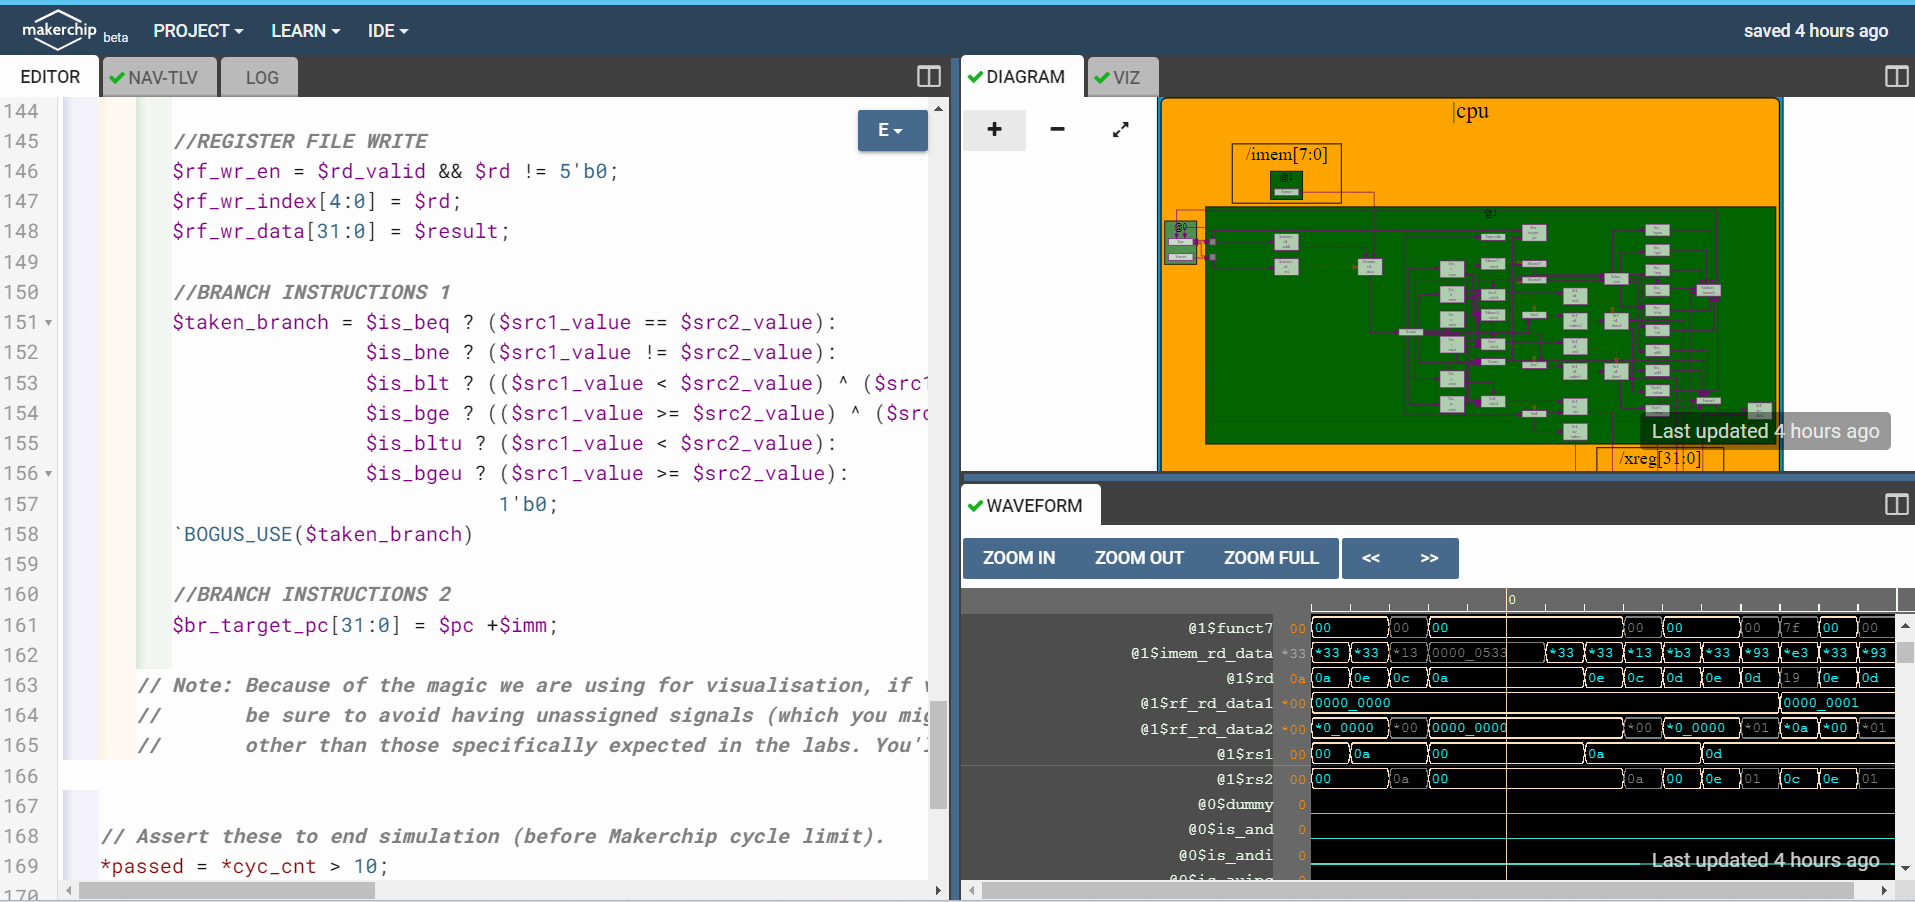 makerchip beta PROJECT LEARN IDE saved 4 hours ago
EDITOR NAV-TLV LOG
144
145 //REGISTER FILE WRITE
146 $rf_wr_en = $rd_valid && $rd != 5'b0;
147 $rf_wr_index[4:0] = $rd;
148 $rf_wr_data[31:0] = $result;
149
150 //BRANCH INSTRUCTIONS 1
151 $taken_branch = $is_beq ? ($src1_value == $src2_value):
152 $is_bne ? ($src1_value != $src2_value):
153 $is_blt ? (($src1_value < $src2_value) ^ ($src1
154 $is_bge ? (($src1_value >= $src2_value) ^ ($src
155 $is_bltu ? ($src1_value < $src2_value):
156 $is_bgeu ? ($src1_value >= $src2_value):
157 1'b0;
158 `BOGUS_USE($taken_branch)
159
160 //BRANCH INSTRUCTIONS 2
161 $br_target_pc[31:0] = $pc +$imm;
162
163 // Note: Because of the magic we are using for visualisation, if
164 // be sure to avoid having unassigned signals (which you mig
165 // other than those specifically expected in the labs. You'l
166
167
168 // Assert these to end simulation (before Makerchip cycle limit).
169 *passed = *cyc_cnt > 10;
170
E
DIAGRAM VIZ
+ −
|cpu
/imem[7:0]
@1
@1
@0
Last updated 4 hours ago
/xreg[31:0]
WAVEFORM
ZOOM IN ZOOM OUT ZOOM FULL << >>
0
@1$funct7 00 00 00 00 00 00 00 7f 00 00
@1$imem_rd_data *33 *33 *33 *13 0000_0533 *33 *33 *13 *b3 *33 *93 *e3 *33 *93
@1$rd 0a 0a 0e 0c 0a 0e 0c 0d 0e 0d 19 0e 0d
@1$rf_rd_data1 *00 0000_0000 0000_0001
@1$rf_rd_data2 *00 *0_0000 *00 0000_0000 *00 *0_0000 *01 *0a *00 *01
@1$rs1 00 00 0a 00 0a 0d
@1$rs2 00 00 0a 00 0a 00 0e 01 0c 0e 01
@0$dummy 0
@0$is_and 0
@0$is_andi 0
Last updated 4 hours ago